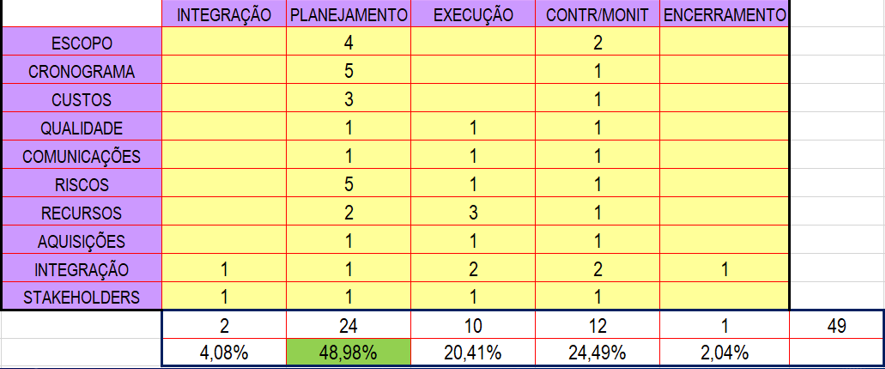 INTEGRAÇÃO PLANEJAMENTO EXECUÇÃO CONTR/MONIT ENCERRAMENTO
ESCOPO 4 2
CRONOGRAMA 5 1
CUSTOS 3 1
QUALIDADE 1 1 1
COMUNICAÇÕES 1 1 1
RISCOS 5 1 1
RECURSOS 2 3 1
AQUISIÇÕES 1 1 1
INTEGRAÇÃO 1 1 2 2 1
STAKEHOLDERS 1 1 1 1
2 24 10 12 1 49
4,08% 48,98% 20,41% 24,49% 2,04%